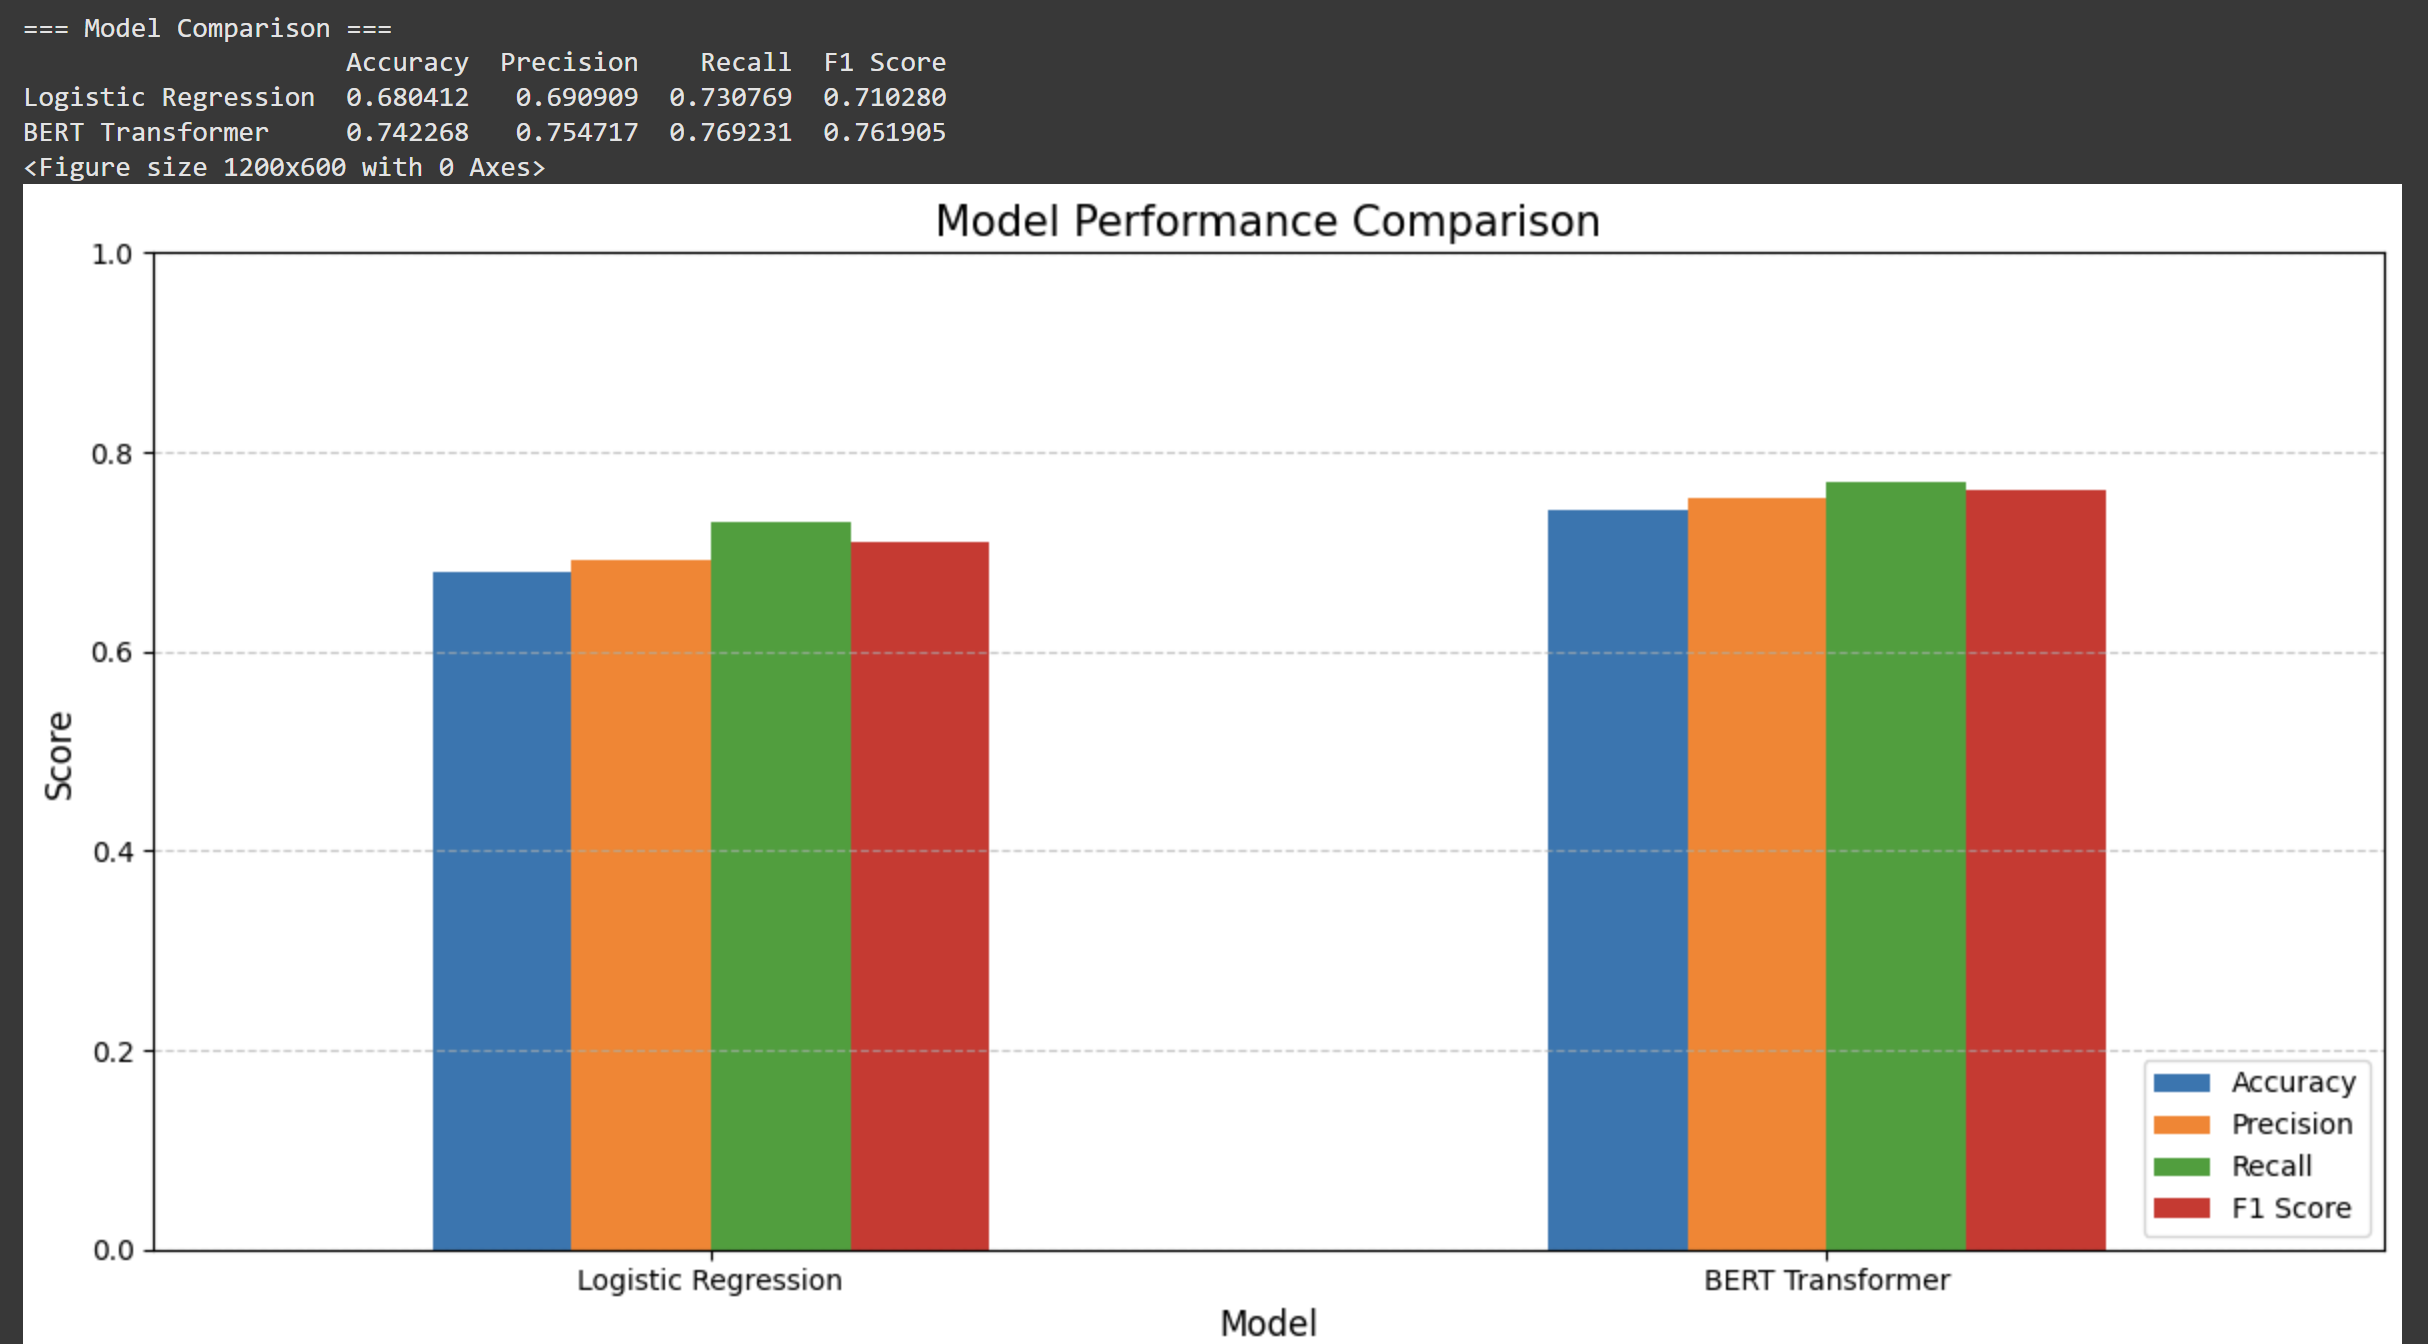 === Model Comparison ===
Accuracy Precision Recall F1 Score
Logistic Regression 0.680412 0.690909 0.730769 0.710280
BERT Transformer 0.742268 0.754717 0.769231 0.761905
<Figure size 1200x600 with 0 Axes>
Model Performance Comparison
1.0
0.8
0.6
0.4
0.2
0.0
Score
Accuracy
Precision
Recall
F1 Score
Logistic Regression
BERT Transformer
Model